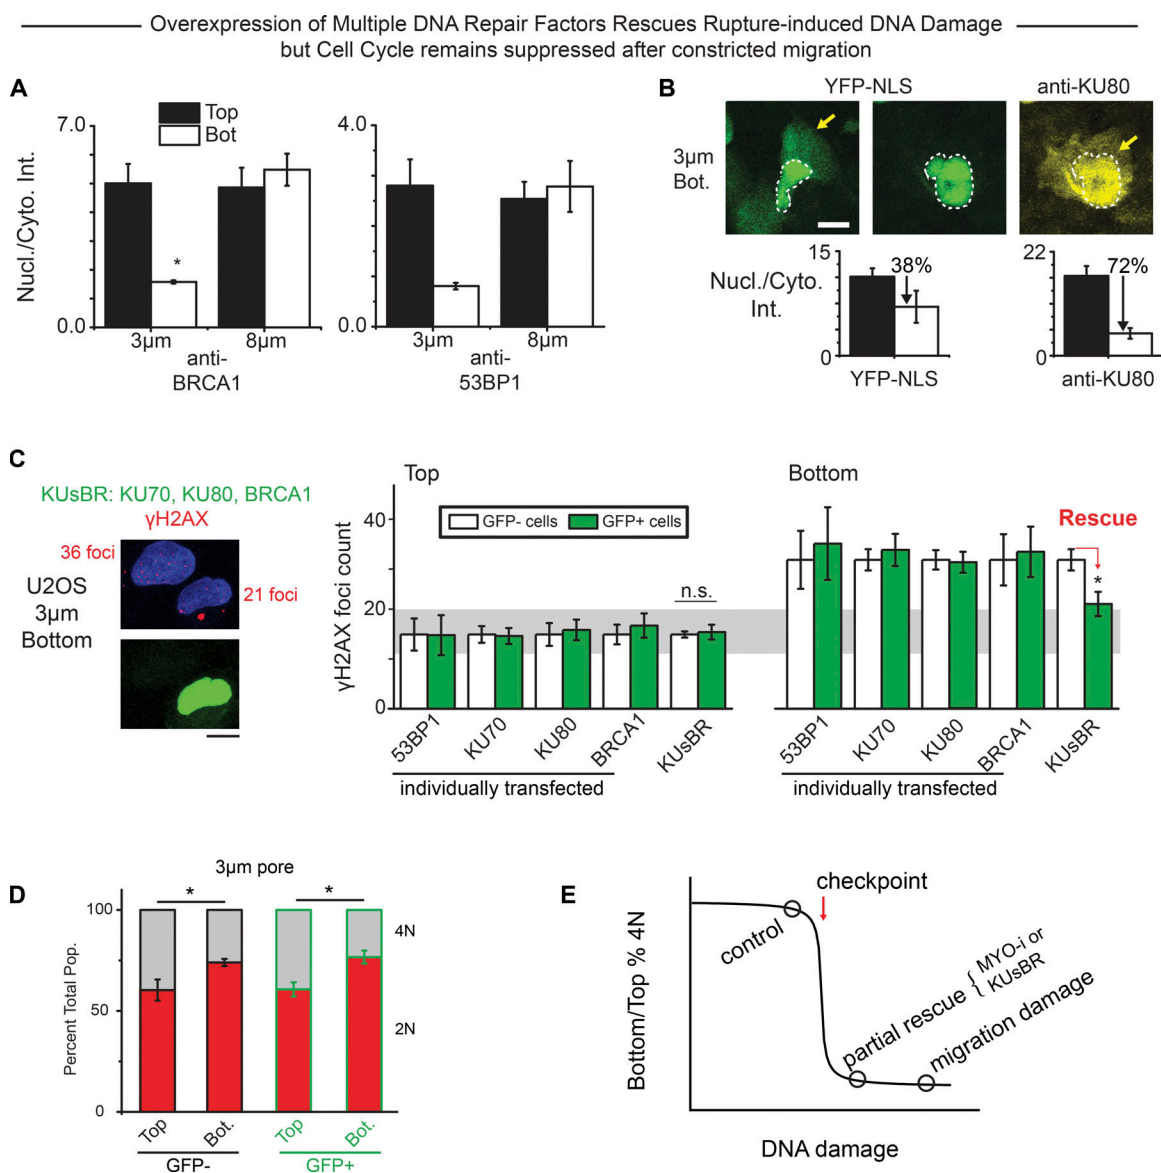 Overexpression of Multiple DNA Repair Factors Rescues Rupture-induced DNA Damage
but Cell Cycle remains suppressed after constricted migration
A
Top
Bot
Nucl./Cyto. Int.
7.0
0.0
*
3µm
8µm
anti-
BRCA1
4.0
0.0
3µm
8µm
anti-
53BP1
B
YFP-NLS
anti-KU80
3µm
Bot.
Nucl./Cyto.
Int.
15
0
38%
YFP-NLS
22
0
72%
anti-KU80
C
KUsBR: KU70, KU80, BRCA1
γH2AX
36 foci
21 foci
U2OS
3µm
Bottom
Top
Bottom
GFP- cells
GFP+ cells
γH2AX foci count
40
20
0
n.s.
Rescue
*
53BP1
KU70
KU80
BRCA1
KUsBR
individually transfected
53BP1
KU70
KU80
BRCA1
KUsBR
individually transfected
D
3µm pore
*
*
Percent Total Pop.
100
50
0
4N
2N
Top
Bot.
Top
Bot.
GFP-
GFP+
E
checkpoint
control
partial rescue { MYO-i or
KUsBR
migration damage
Bottom/Top % 4N
DNA damage